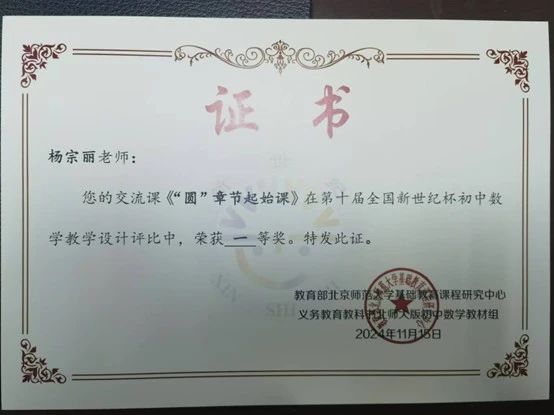 证书
杨宗丽老师：
您的交流课《“圆”章节起始课》在第十届全国新世纪杯初中数
学教学设计评比中，荣获 一 等奖。特发此证。
教育部北京师范大学基础教育课程研究中心
义务教育教科书北师大版初中数学教材组
2024年11月15日